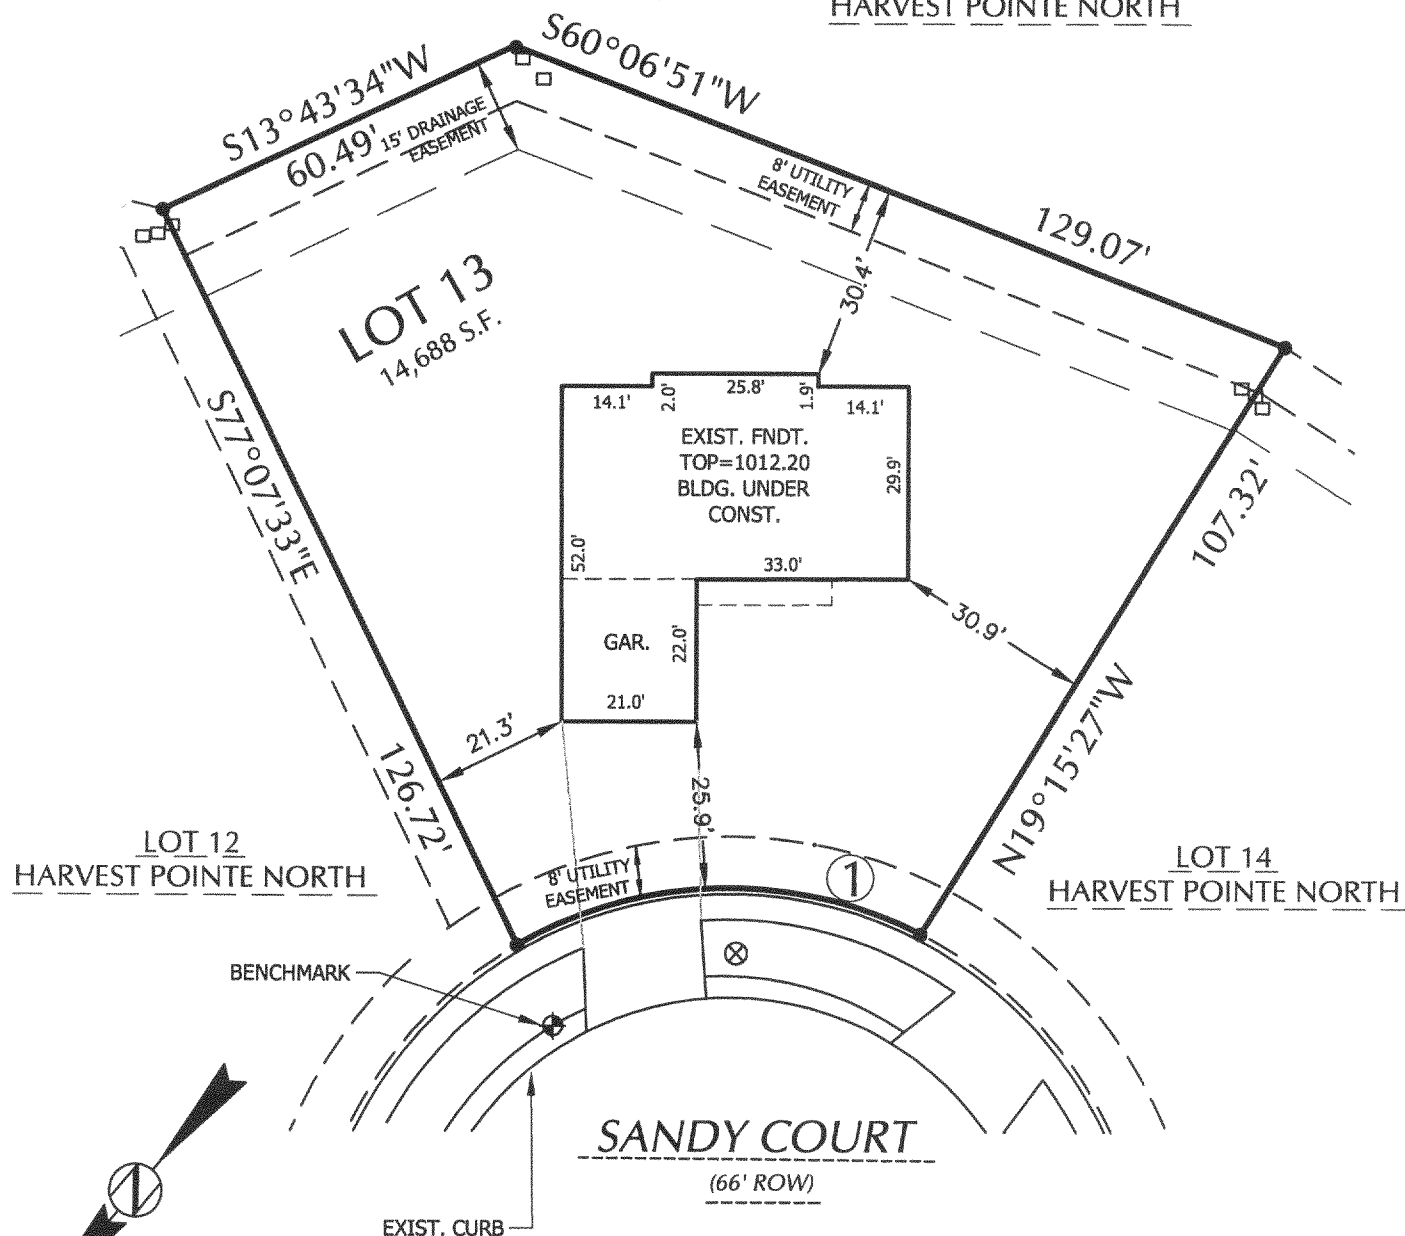 HARVEST POINTE NORTH
S60°06'51"W
129.07'
S13°43'34"W
60.49'
15' DRAINAGE
EASEMENT
8' UTILITY
EASEMENT
30.4'
LOT 13
14,688 S.F.
S77°07'33"E
126.72'
14.1'
2.0'
25.8'
1.9'
14.1'
EXIST. FNDT.
TOP=1012.20
BLDG. UNDER
CONST.
29.9'
52.0'
33.0'
GAR.
22.0'
21.0'
107.32'
N19°15'27"W
30.9'
21.3'
25.9'
LOT 12
HARVEST POINTE NORTH
8' UTILITY
EASEMENT
1
LOT 14
HARVEST POINTE NORTH
BENCHMARK
SANDY COURT
(66' ROW)
EXIST. CURB
N